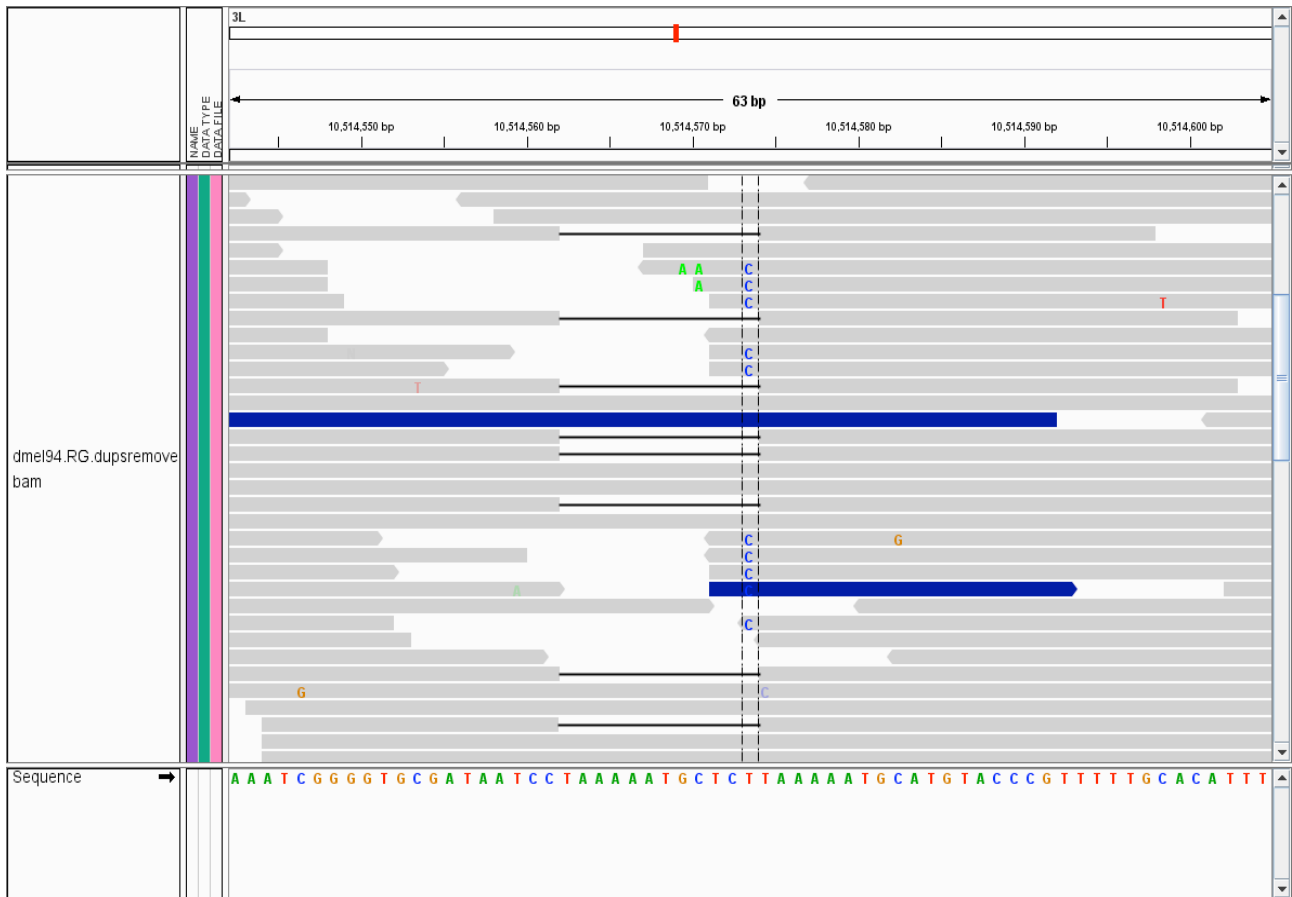 3L
63 bp
NAME
DATA TYPE
DATA FILE
10,514,550 bp 10,514,560 bp 10,514,570 bp 10,514,580 bp 10,514,590 bp 10,514,600 bp
A A C
A C
C T
C
C
T
dmel94.RG.dupsremove
bam
C G
C
C
A C
C
G C
Sequence
A A A T C G G G G T G C G A T A A T C C T A A A A A T G C T C T T A A A A A T G C A T G T A C C C G T T T T T G C A C A T T T